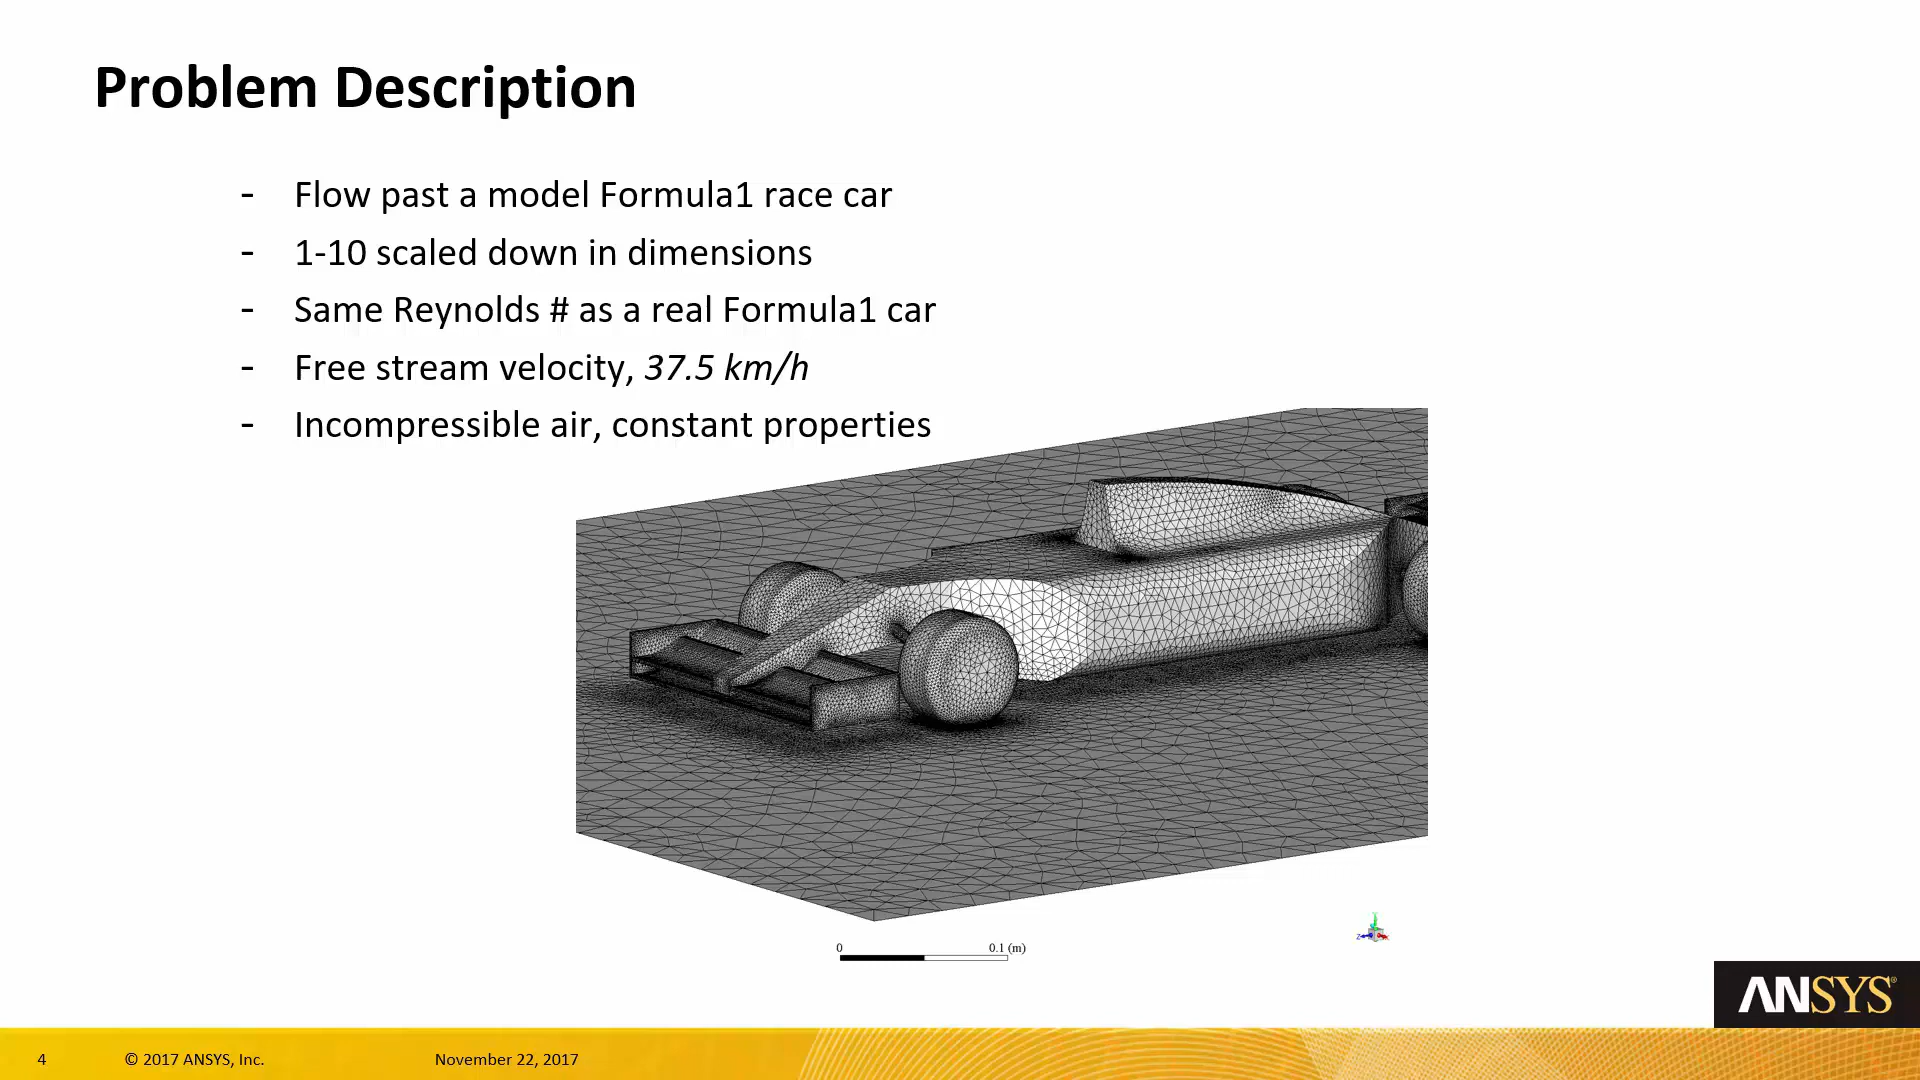 Problem Description
- Flow past a model Formula1 race car
- 1-10 scaled down in dimensions
- Same Reynolds # as a real Formula1 car
- Free stream velocity, 37.5 km/h
- Incompressible air, constant properties
0 0.1 (m)
ANSYS®
4 © 2017 ANSYS, Inc. November 22, 2017